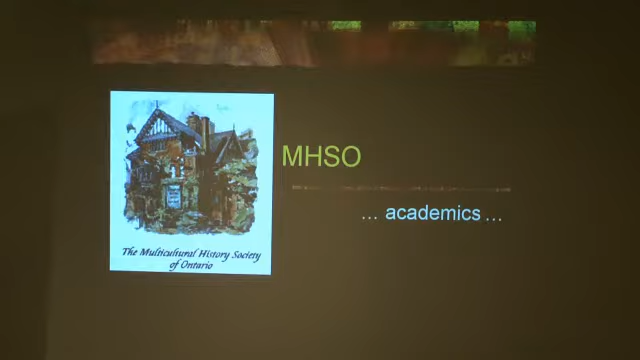 MHSO
... academics ...
The Multicultural History Society
of Ontario